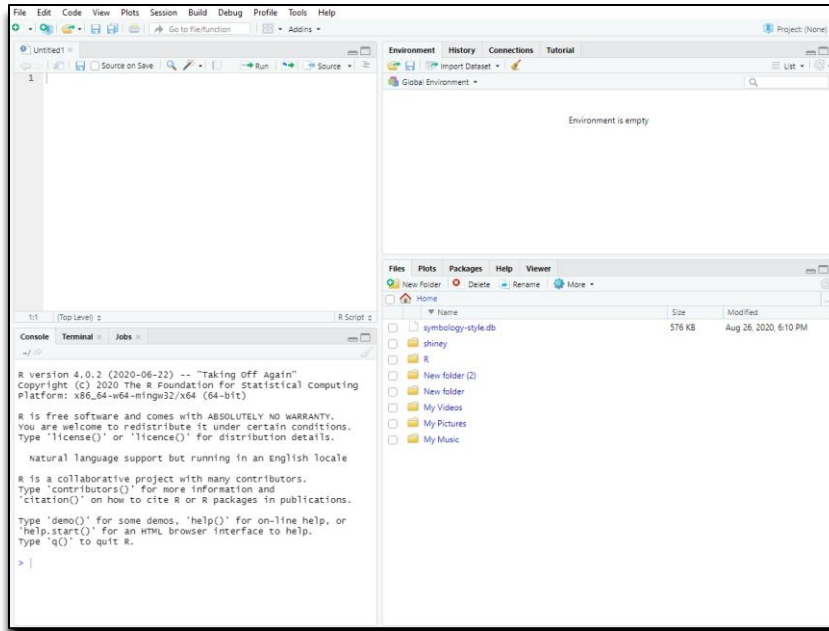 File Edit Code View Plots Session Build Debug Profile Tools Help
Go to file/function Addins Project: (None)
Untitled1
Source on Save Run Source
1
1:1 (Top Level) R Script
Console Terminal Jobs
~/
R version 4.0.2 (2020-06-22) -- "Taking Off Again"
Copyright (C) 2020 The R Foundation for Statistical Computing
Platform: x86_64-w64-mingw32/x64 (64-bit)
R is free software and comes with ABSOLUTELY NO WARRANTY.
You are welcome to redistribute it under certain conditions.
Type 'license()' or 'licence()' for distribution details.
Natural language support but running in an English locale
R is a collaborative project with many contributors.
Type 'contributors()' for more information and
'citation()' on how to cite R or R packages in publications.
Type 'demo()' for some demos, 'help()' for on-line help, or
'help.start()' for an HTML browser interface to help.
Type 'q()' to quit R.
>
Environment History Connections Tutorial
Import Dataset List
Global Environment
Environment is empty
Files Plots Packages Help Viewer
New Folder Delete Rename More
Home
Name Size Modified
symbology-style.db 576 KB Aug 26, 2020, 6:10 PM
shiney
R
New folder (2)
New folder
My Videos
My Pictures
My Music